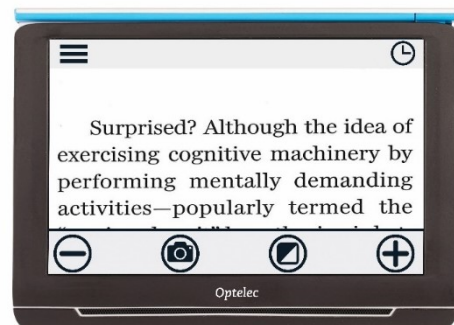 Surprised? Although the idea of
exercising cognitive machinery by
performing mentally demanding
activities—popularly termed the
Optelec